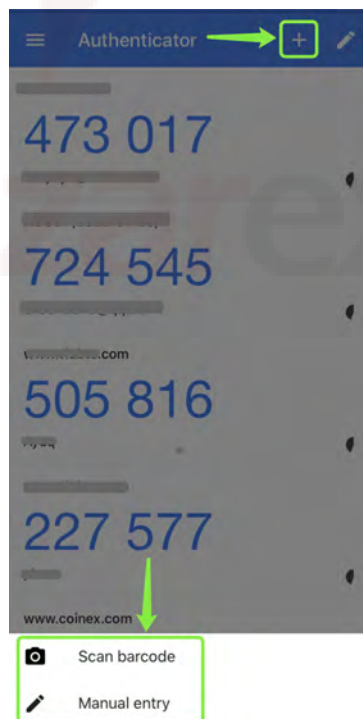 Authenticator
473 017
724 545
.com
505 816
227 577
www.coinex.com
Scan barcode
Manual entry